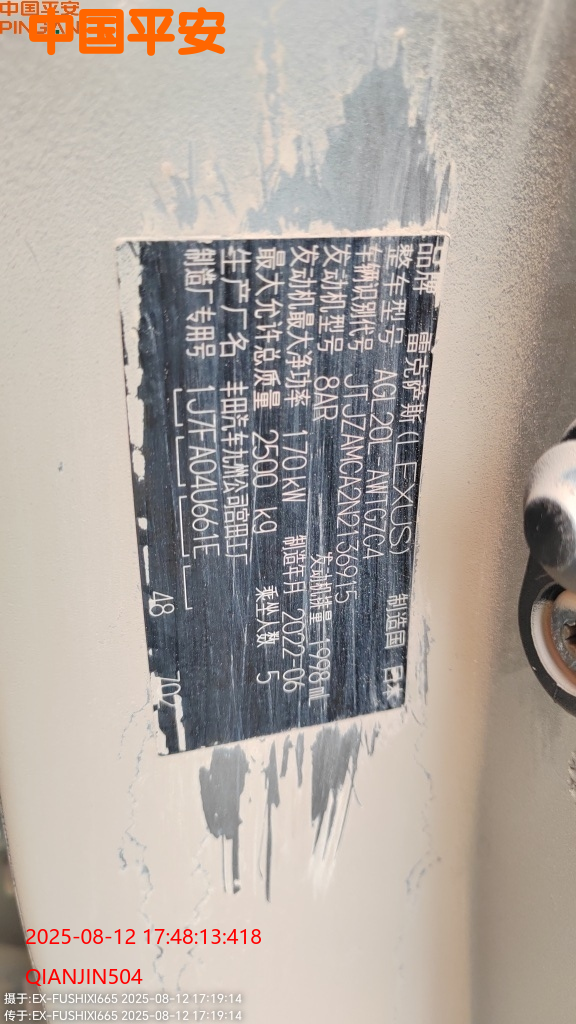 中国平安
PING AN
中国平安
品牌 雷克萨斯(LEXUS) 制造国 日本
整车型号 AGL20L-AWTGZC4
车辆识别代号 JTJZAMCA2N2136915
发动机型号 8AR 发动机排量 1998 ml
发动机最大净功率 170 kW 制造年月 2022-06
最大允许总质量 2500 kg 乘坐人数 5
生产厂名 丰田汽车九州公司宫田工厂
制造厂专用号
48 702
2025-08-12 17:48:13:418
QIANJIN504
摄于:EX-FUSHIXI665 2025-08-12 17:19:14
传于:EX-FUSHIXI665 2025-08-12 17:19:14